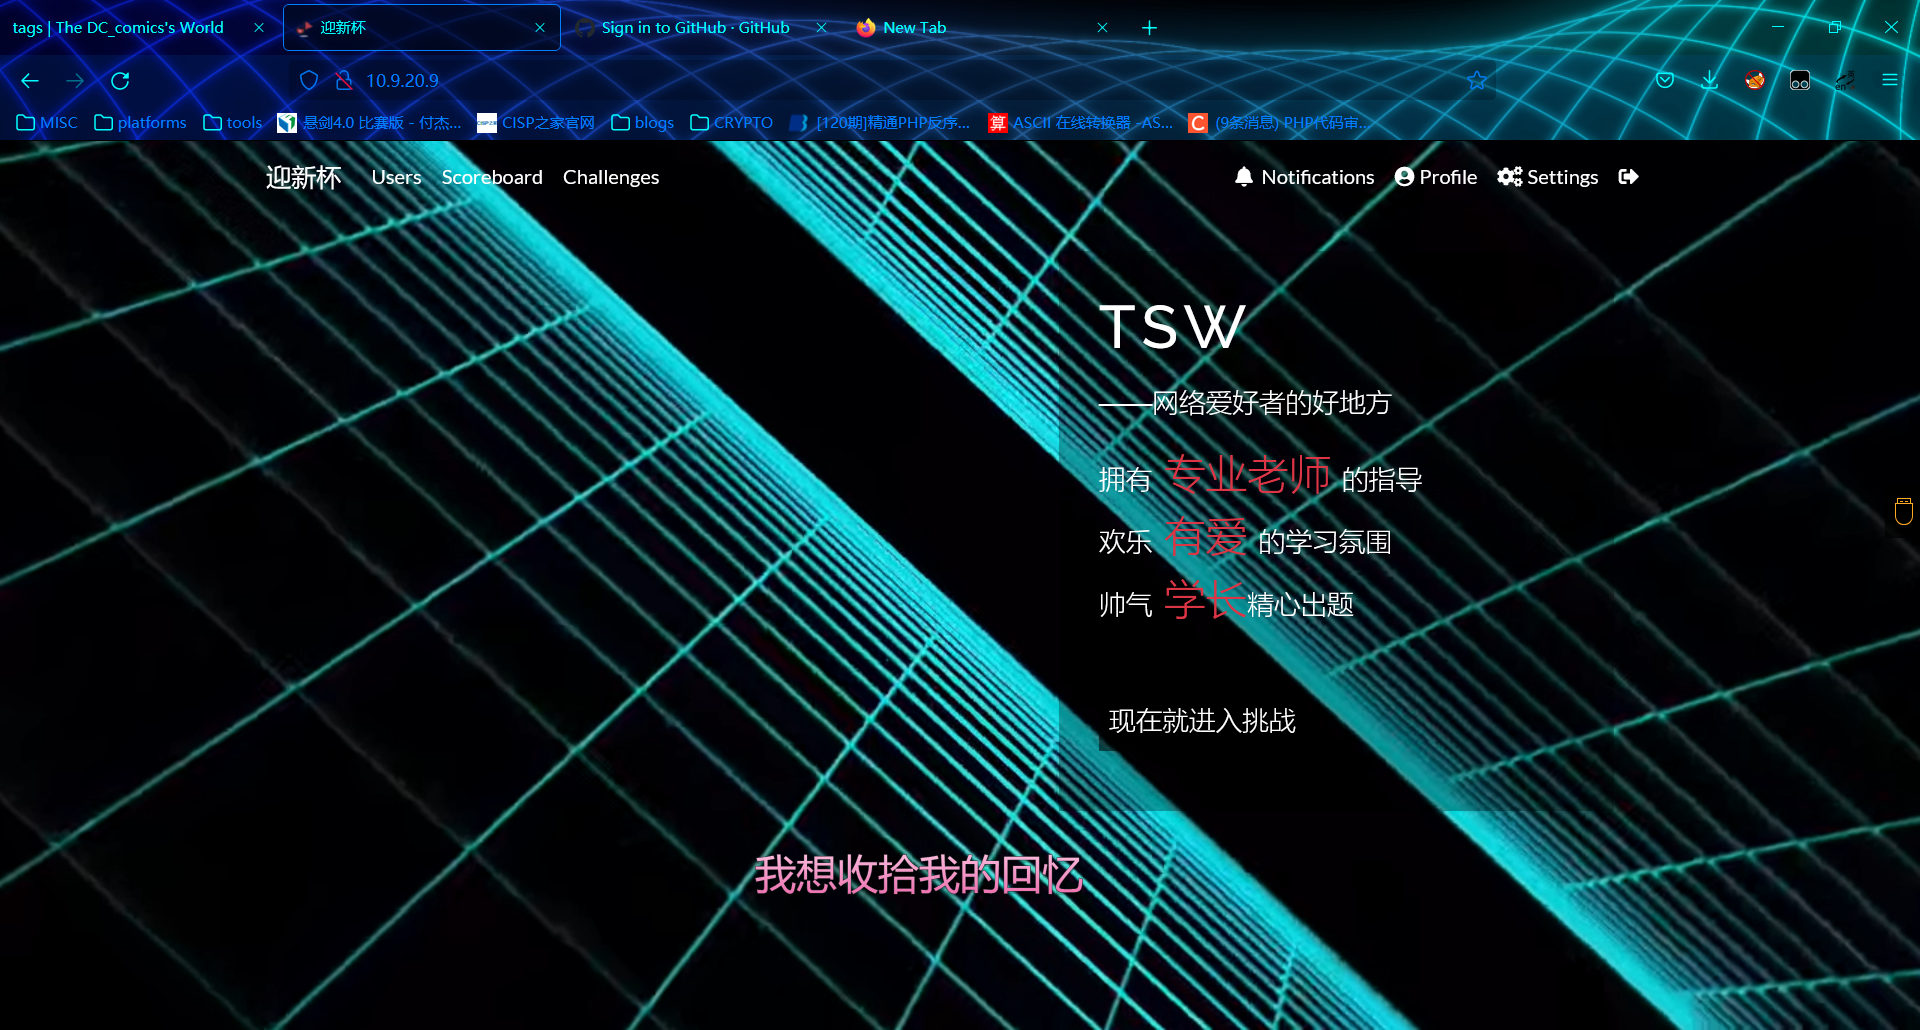 tags | The DC_comics's World
迎新杯
Sign in to GitHub · GitHub
New Tab
10.9.20.9
MISC
platforms
tools
悬剑4.0 比赛版 - 付杰...
CISP之家官网
blogs
CRYPTO
[120期]精通PHP反序...
算 ASCII 在线转换器 -AS...
C (9条消息) PHP代码审...
迎新杯
Users
Scoreboard
Challenges
Notifications
Profile
Settings
TSW
——网络爱好者的好地方
拥有 专业老师 的指导
欢乐 有爱 的学习氛围
帅气 学长精心出题
现在就进入挑战
我想收拾我的回忆